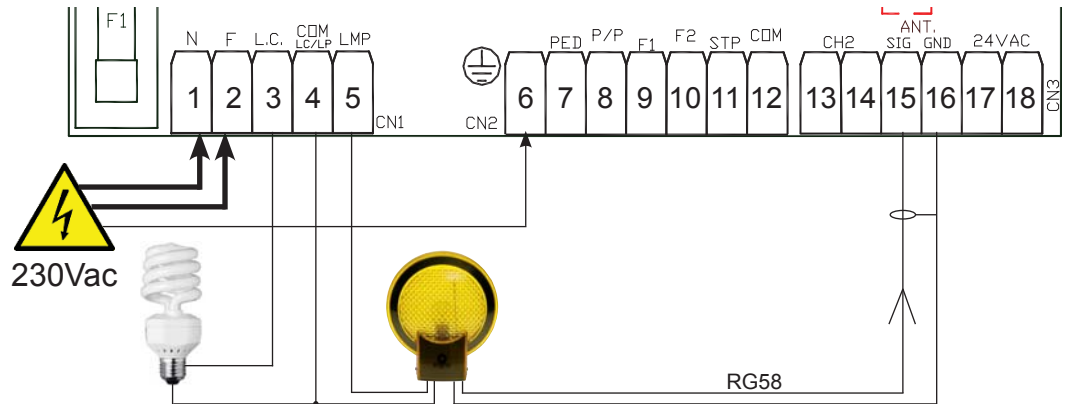 F1
N F L.C. COM LC/LP LMP
1 2 3 4 5
CN1
CN2
PED P/P F1 F2 STP COM
6 7 8 9 10 11 12
ANT.
CH2 SIG GND 24VAC
13 14 15 16 17 18
CN3
230Vac
RG58